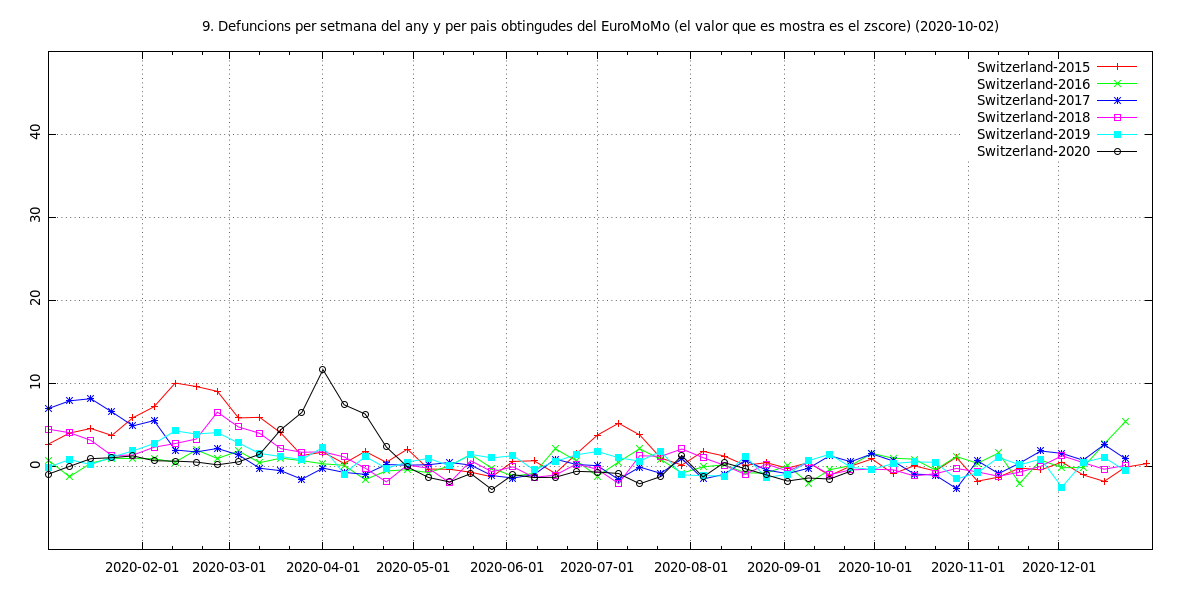 9. Defuncions per setmana del any y per pais obtingudes del EuroMoMo (el valor que es mostra es el zscore) (2020-10-02)
Switzerland-2015
Switzerland-2016
Switzerland-2017
Switzerland-2018
Switzerland-2019
Switzerland-2020
40
30
20
10
0
2020-02-01 2020-03-01 2020-04-01 2020-05-01 2020-06-01 2020-07-01 2020-08-01 2020-09-01 2020-10-01 2020-11-01 2020-12-01